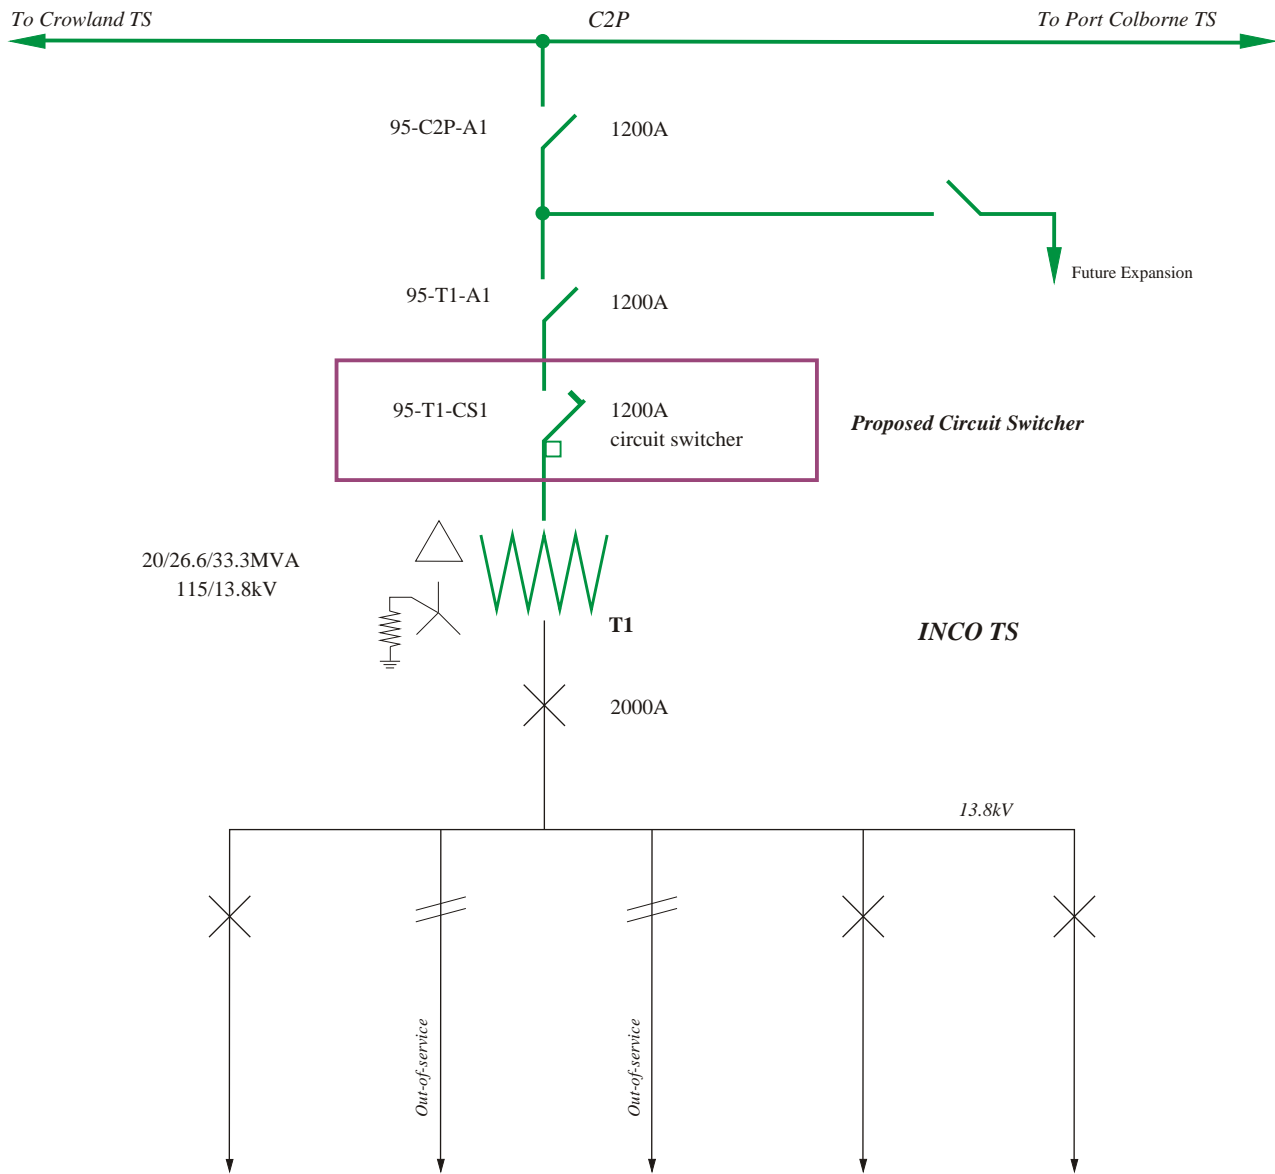 To Crowland TS
C2P
To Port Colborne TS
95-C2P-A1
1200A
Future Expansion
95-T1-A1
1200A
95-T1-CS1
1200A
circuit switcher
Proposed Circuit Switcher
20/26.6/33.3MVA
115/13.8kV
T1
INCO TS
2000A
13.8kV
Out-of-service
Out-of-service